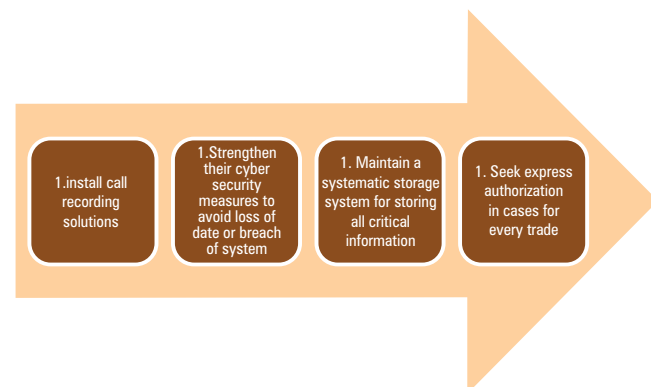 1.install call
recording
solutions
1.Strengthen
their cyber
security
measures to
avoid loss of
date or breach
of system
1. Maintain a
systematic storage
system for storing
all critical
information
1. Seek express
authorization
in cases for
every trade